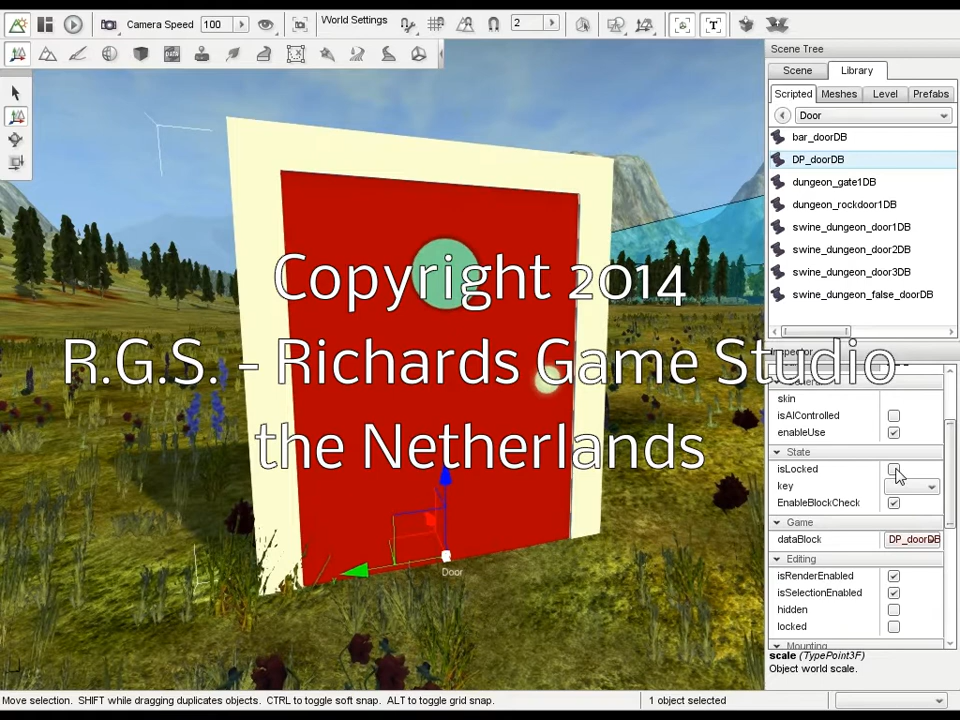 Camera Speed
100
World Settings
2
Scene Tree
Scene
Library
Scripted
Meshes
Level
Prefabs
Door
bar_doorDB
DP_doorDB
dungeon_gate1DB
dungeon_rockdoor1DB
swine_dungeon_door1DB
swine_dungeon_door2DB
swine_dungeon_door3DB
swine_dungeon_false_doorDB
Copyright 2014
R.G.S. - Richards Game Studio
the Netherlands
Inspector
General
skin
isAIControlled
enableUse
State
isLocked
key
EnableBlockCheck
Game
dataBlock
DP_doorDB
Editing
isRenderEnabled
isSelectionEnabled
hidden
locked
Mounting
scale (TypePoint3F)
Object world scale.
Door
Move selection. SHIFT while dragging duplicates objects. CTRL to toggle soft snap. ALT to toggle grid snap.
1 object selected